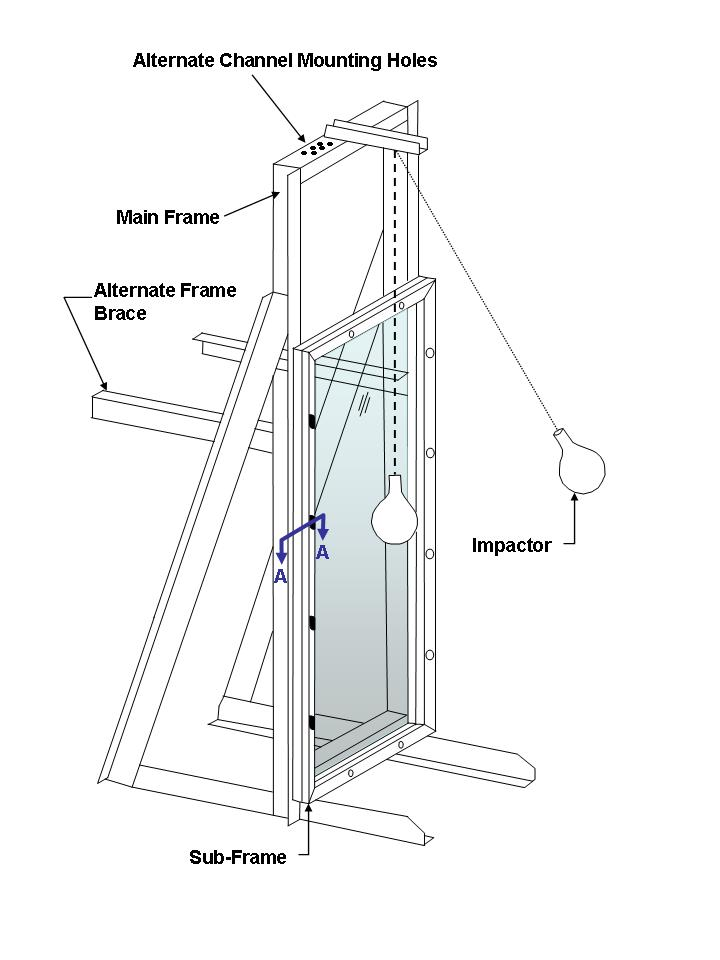 Alternate Channel Mounting Holes
Main Frame
Alternate Frame
Brace
Impactor
A
A
Sub-Frame